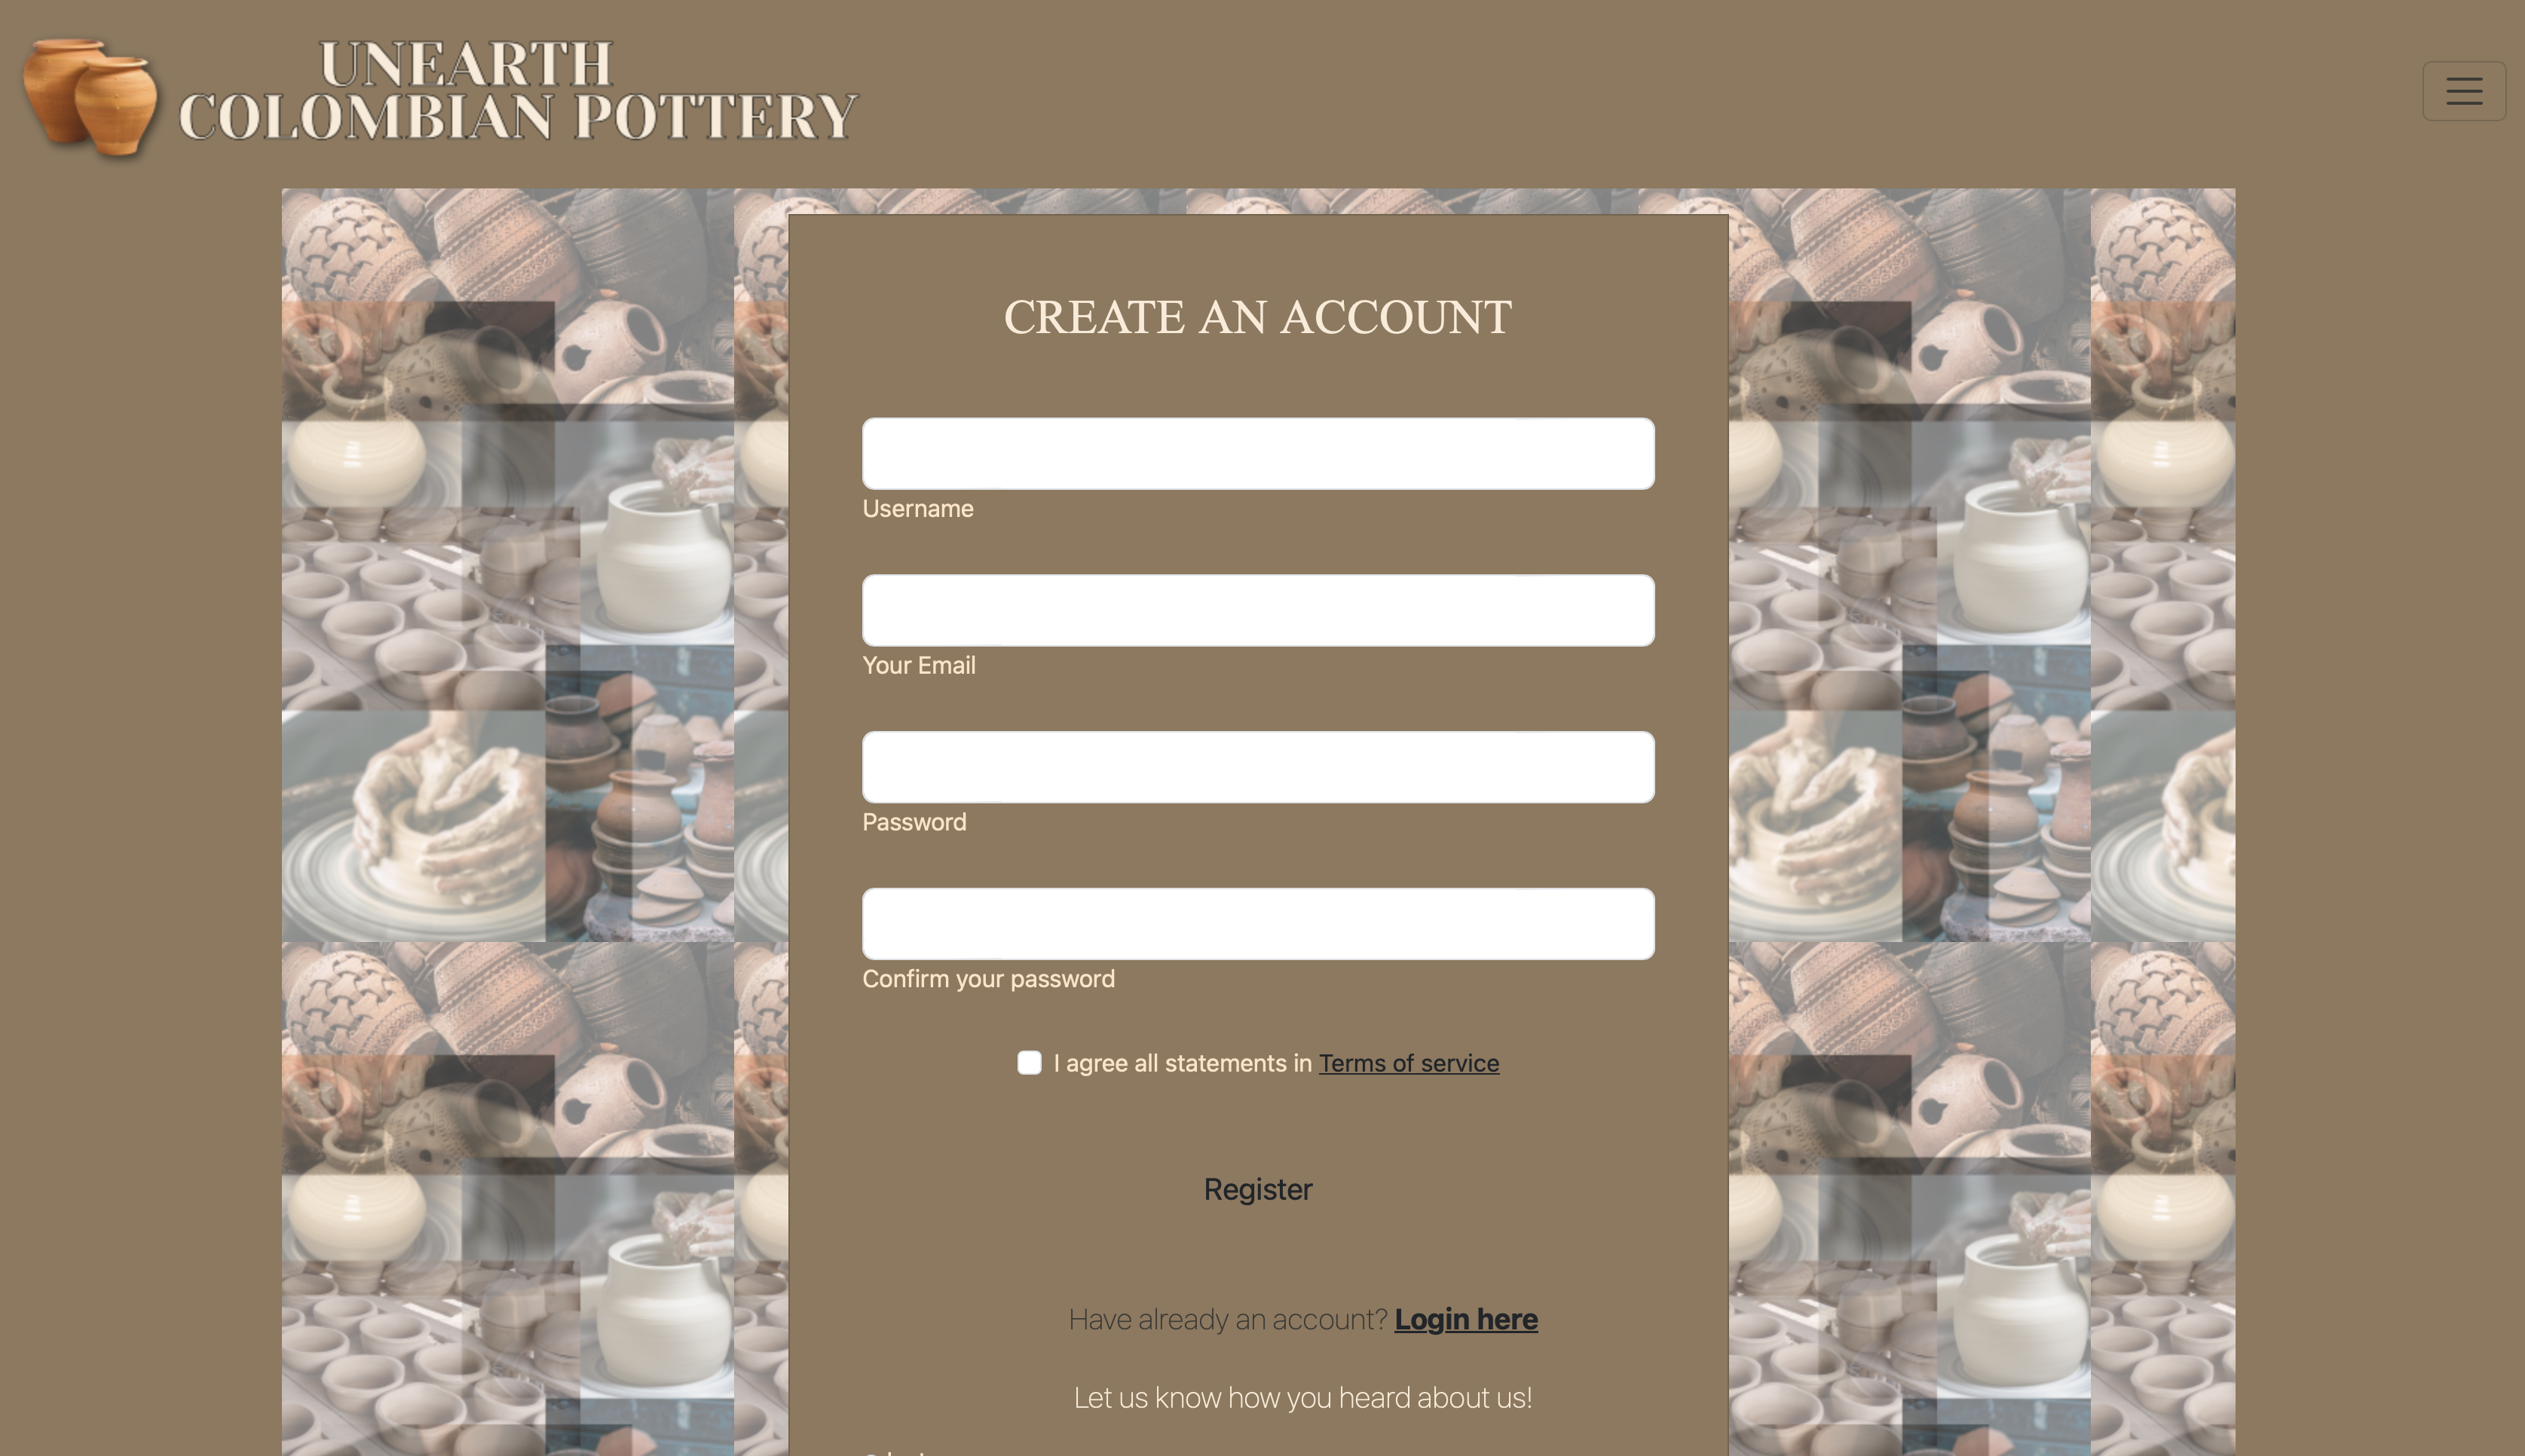 UNEARTH
COLOMBIAN POTTERY
CREATE AN ACCOUNT
Username
Your Email
Password
Confirm your password
I agree all statements in Terms of service
Register
Have already an account? Login here
Let us know how you heard about us!